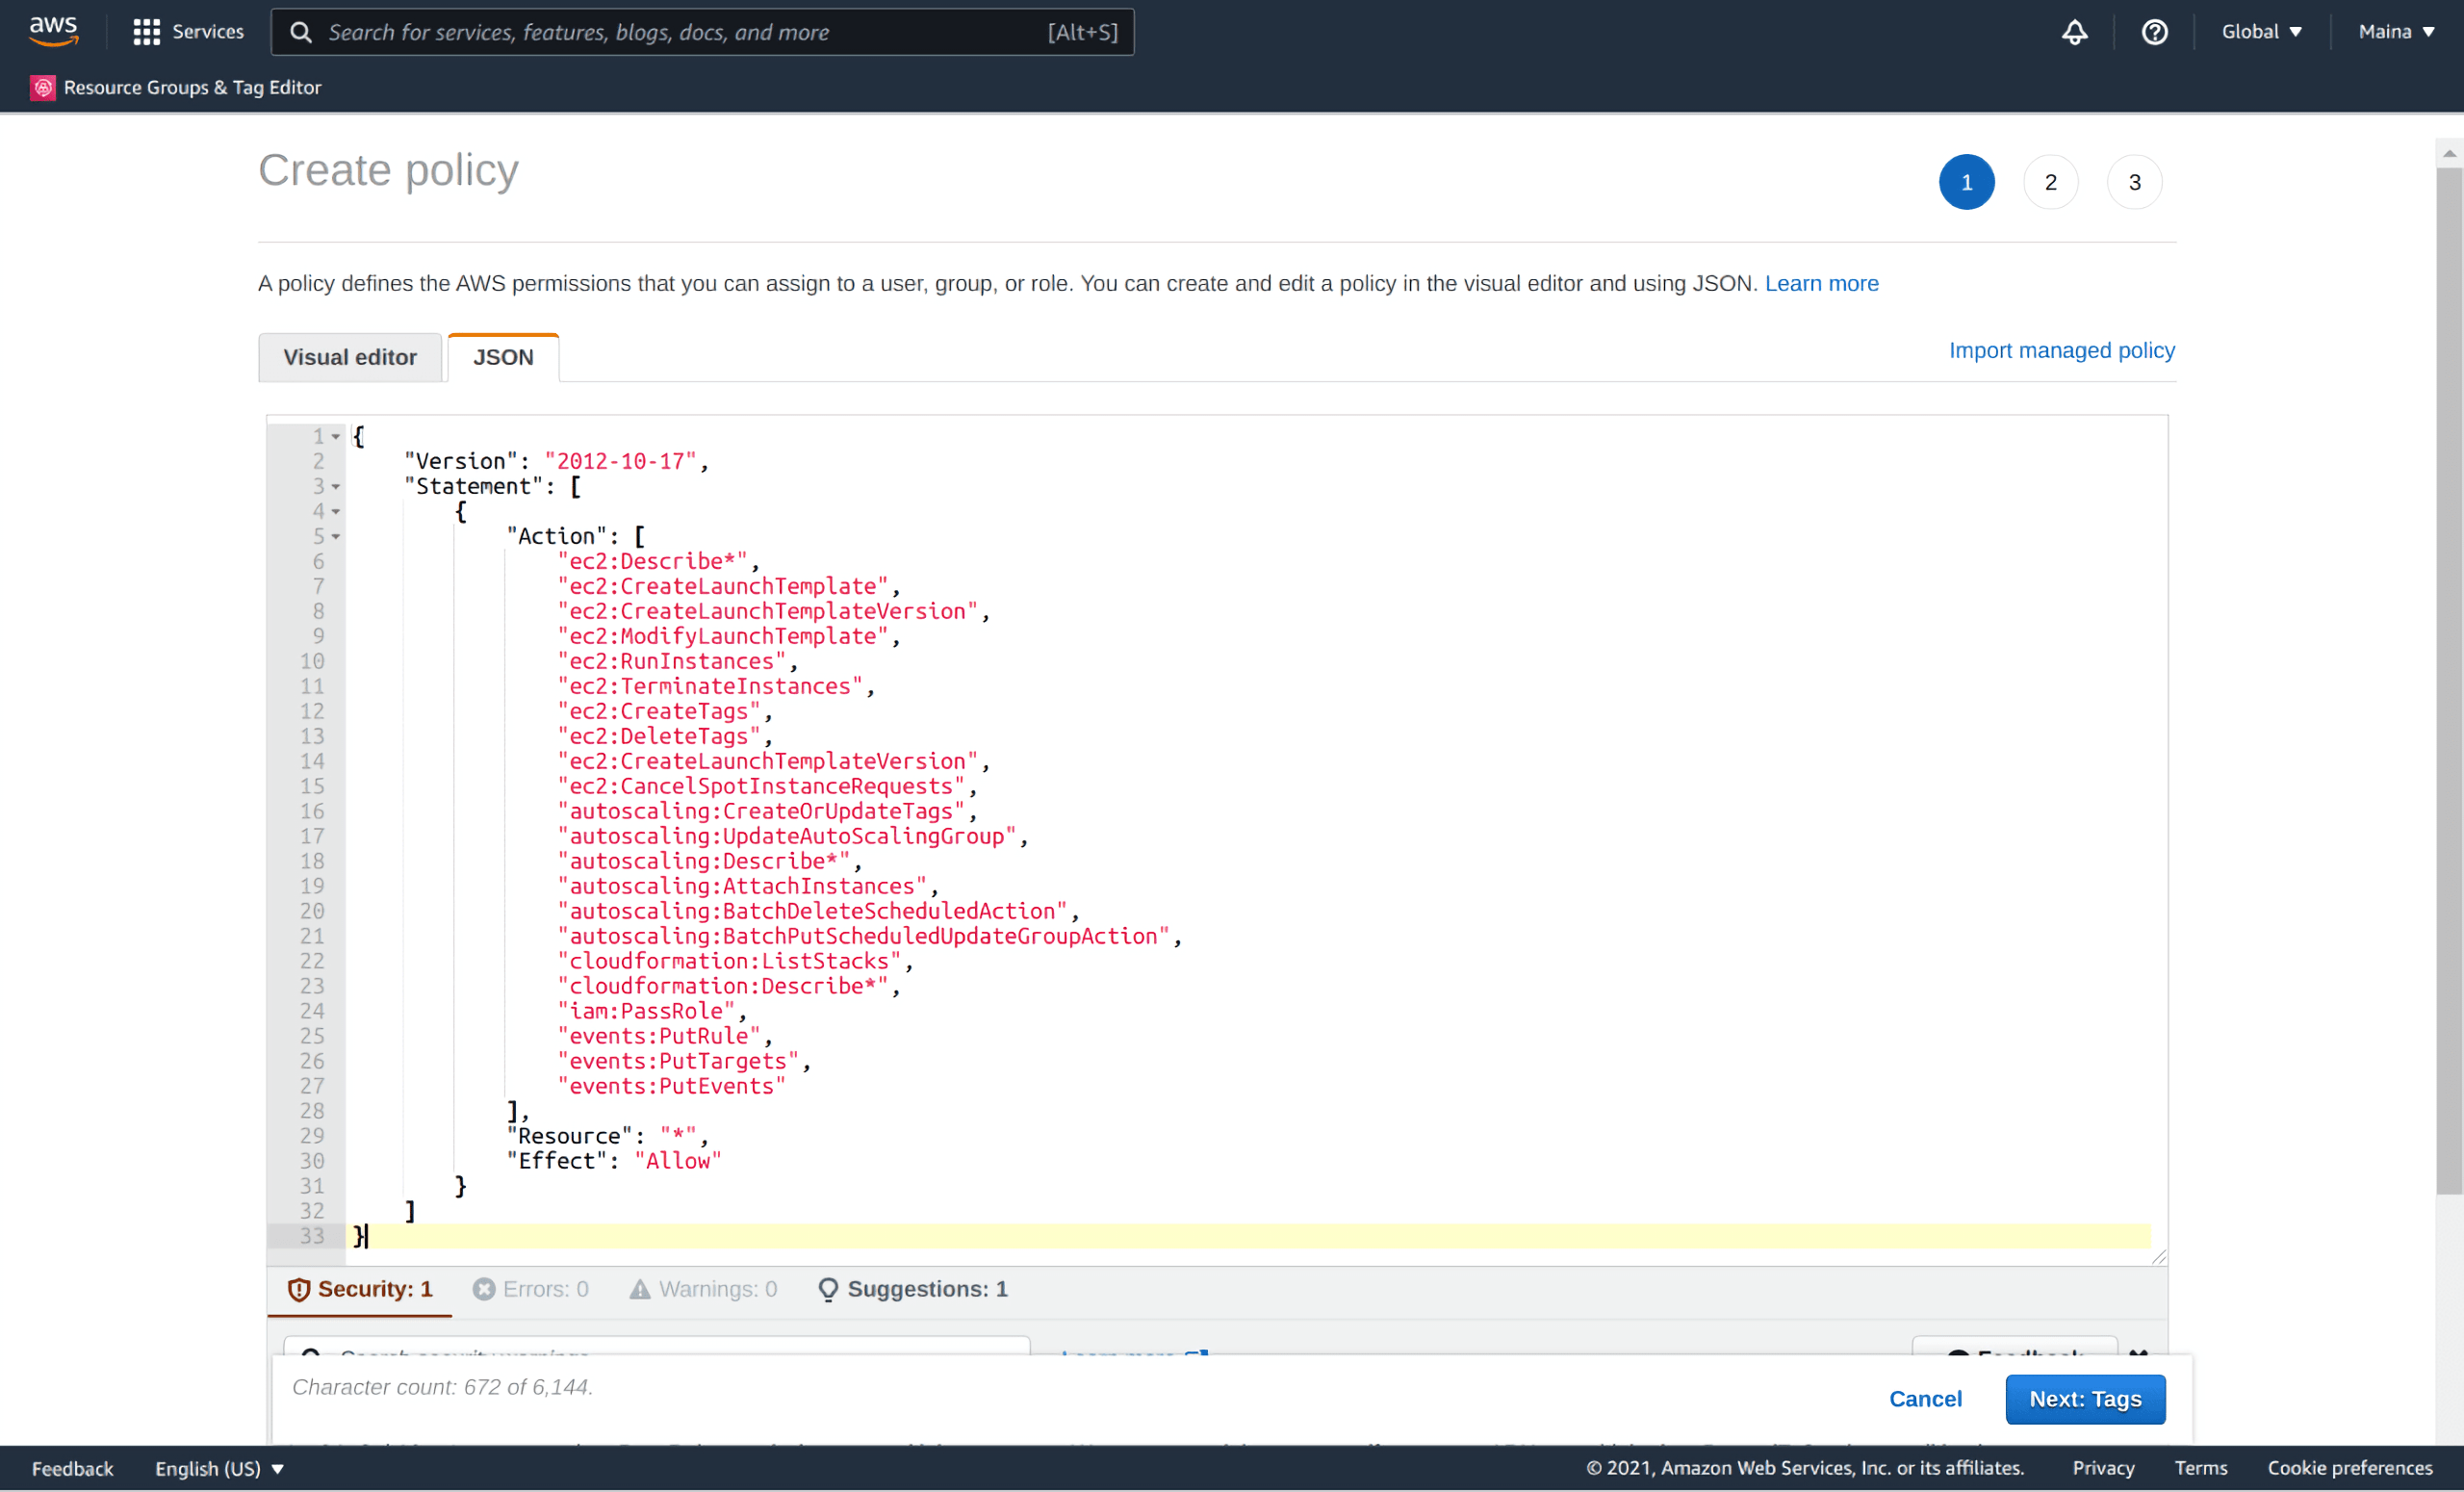 aws
Services
Search for services, features, blogs, docs, and more [Alt+S]
Global ▼
Maina ▼
Resource Groups & Tag Editor
Create policy
1 2 3
A policy defines the AWS permissions that you can assign to a user, group, or role. You can create and edit a policy in the visual editor and using JSON. Learn more
Visual editor JSON Import managed policy
1 {
2 "Version": "2012-10-17",
3 "Statement": [
4 {
5 "Action": [
6 "ec2:Describe*",
7 "ec2:CreateLaunchTemplate",
8 "ec2:CreateLaunchTemplateVersion",
9 "ec2:ModifyLaunchTemplate",
10 "ec2:RunInstances",
11 "ec2:TerminateInstances",
12 "ec2:CreateTags",
13 "ec2:DeleteTags",
14 "ec2:CreateLaunchTemplateVersion",
15 "ec2:CancelSpotInstanceRequests",
16 "autoscaling:CreateOrUpdateTags",
17 "autoscaling:UpdateAutoScalingGroup",
18 "autoscaling:Describe*",
19 "autoscaling:AttachInstances",
20 "autoscaling:BatchDeleteScheduledAction",
21 "autoscaling:BatchPutScheduledUpdateGroupAction",
22 "cloudformation:ListStacks",
23 "cloudformation:Describe*",
24 "iam:PassRole",
25 "events:PutRule",
26 "events:PutTargets",
27 "events:PutEvents"
28 ],
29 "Resource": "*",
30 "Effect": "Allow"
31 }
32 ]
33 }
Security: 1 Errors: 0 Warnings: 0 Suggestions: 1
Character count: 672 of 6,144.
Cancel Next: Tags
Feedback English (US) ▼ © 2021, Amazon Web Services, Inc. or its affiliates. Privacy Terms Cookie preferences